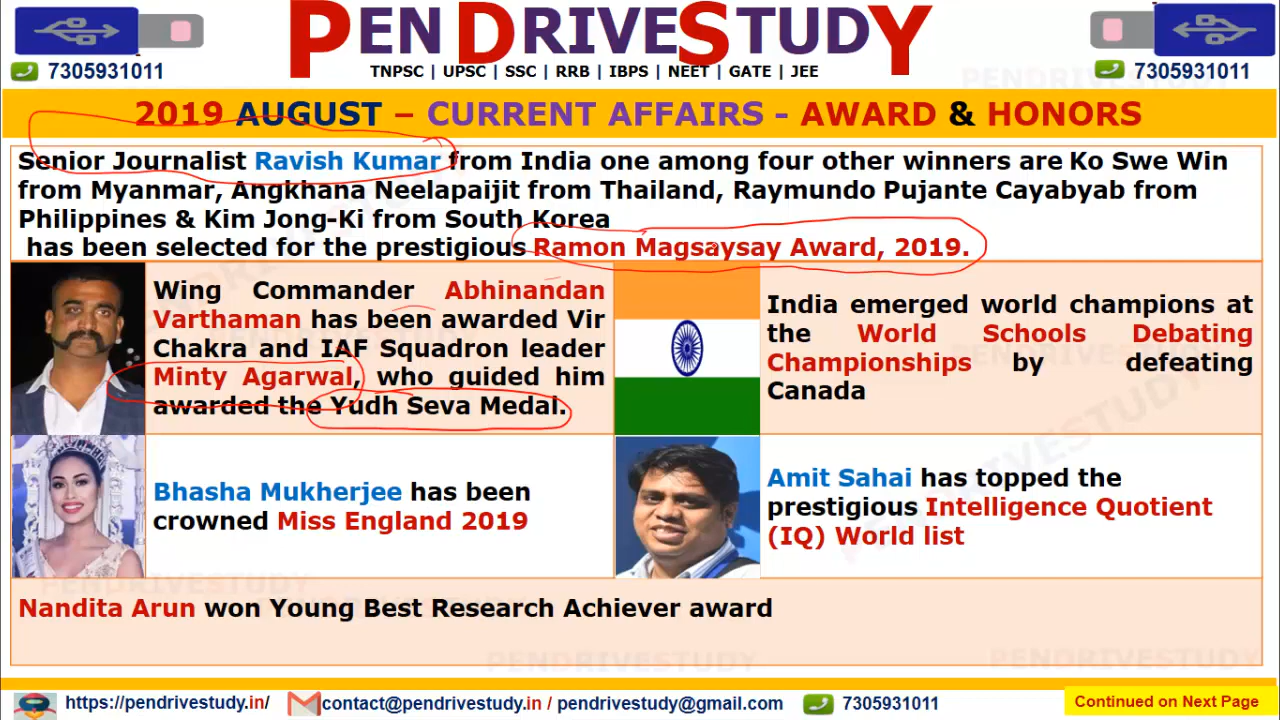 PENDRIVESTUDY
7305931011
TNPSC | UPSC | SSC | RRB | IBPS | NEET | GATE | JEE
7305931011
2019 AUGUST – CURRENT AFFAIRS - AWARD & HONORS
Senior Journalist Ravish Kumar from India one among four other winners are Ko Swe Win
from Myanmar, Angkhana Neelapaijit from Thailand, Raymundo Pujante Cayabyab from
Philippines & Kim Jong-Ki from South Korea
has been selected for the prestigious Ramon Magsaysay Award, 2019.
Wing Commander Abhinandan
Varthaman has been awarded Vir
Chakra and IAF Squadron leader
Minty Agarwal, who guided him
awarded the Yudh Seva Medal.
India emerged world champions at
the World Schools Debating
Championships by defeating
Canada
Bhasha Mukherjee has been
crowned Miss England 2019
Amit Sahai has topped the
prestigious Intelligence Quotient
(IQ) World list
Nandita Arun won Young Best Research Achiever award
PENDRIVESTUDY
PENDRIVESTUDY
https://pendrivestudy.in/
contact@pendrivestudy.in / pendrivestudy@gmail.com
7305931011
Continued on Next Page